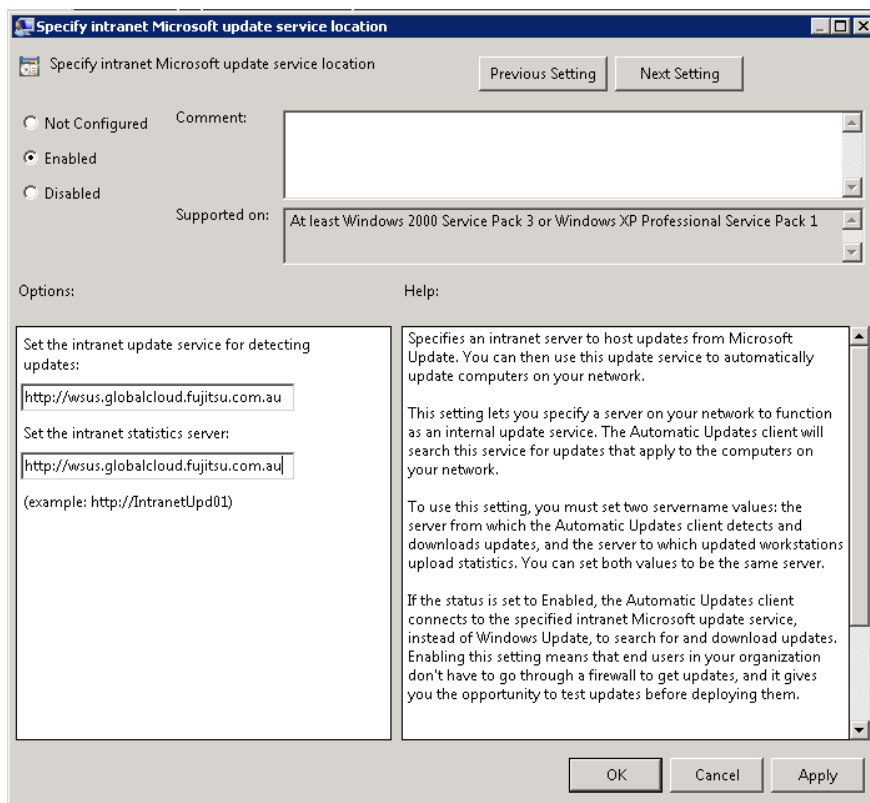 Specify intranet Microsoft update service location
Specify intranet Microsoft update service location
Previous Setting
Next Setting
Not Configured
Comment:
Enabled
Disabled
Supported on:
At least Windows 2000 Service Pack 3 or Windows XP Professional Service Pack 1
Options:
Help:
Set the intranet update service for detecting
updates:
http://wsus.globalcloud.fujitsu.com.au
Set the intranet statistics server:
http://wsus.globalcloud.fujitsu.com.au
(example: http://IntranetUpd01)
Specifies an intranet server to host updates from Microsoft
Update. You can then use this update service to automatically
update computers on your network.
This setting lets you specify a server on your network to function
as an internal update service. The Automatic Updates client will
search this service for updates that apply to the computers on
your network.
To use this setting, you must set two servername values: the
server from which the Automatic Updates client detects and
downloads updates, and the server to which updated workstations
upload statistics. You can set both values to be the same server.
If the status is set to Enabled, the Automatic Updates client
connects to the specified intranet Microsoft update service,
instead of Windows Update, to search for and download updates.
Enabling this setting means that end users in your organization
don't have to go through a firewall to get updates, and it gives
you the opportunity to test updates before deploying them.
OK
Cancel
Apply